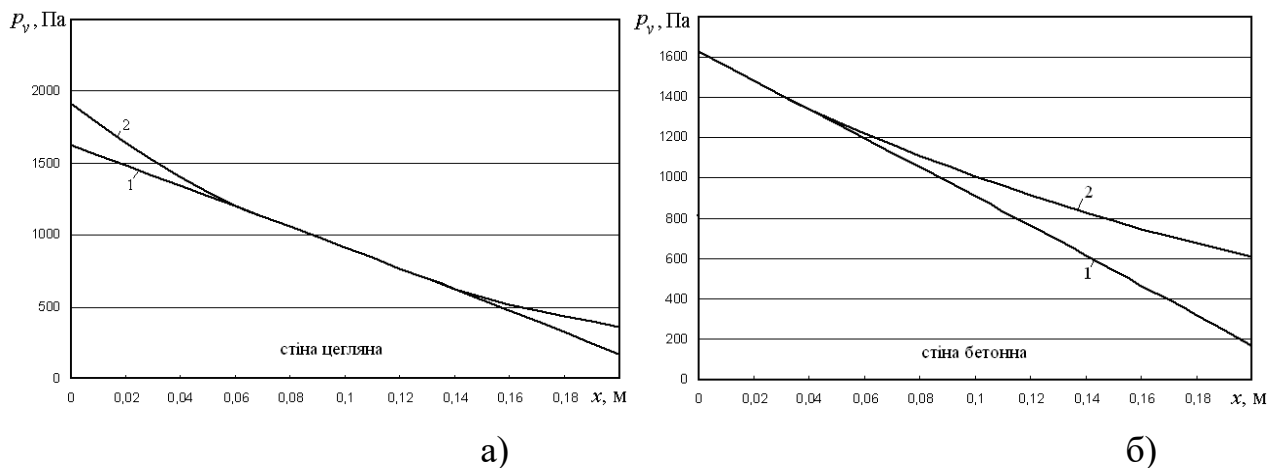 p_v, Па
2000
1500
1000
500
0
2
1
стіна цегляна
0 0,02 0,04 0,06 0,08 0,1 0,12 0,14 0,16 0,18 x, м
а)
p_v, Па
1600
1400
1200
1000
800
600
400
200
0
2
1
стіна бетонна
0 0,02 0,04 0,06 0,08 0,1 0,12 0,14 0,16 0,18 x, м
б)